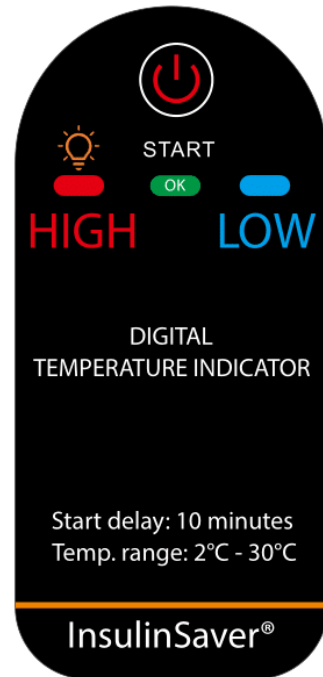 START
OK
HIGH LOW
DIGITAL
TEMPERATURE INDICATOR
Start delay: 10 minutes
Temp. range: 2°C - 30°C
InsulinSaver®